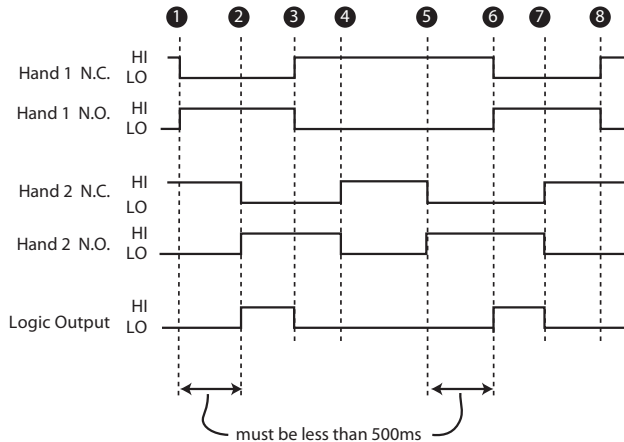 1 2 3 4 5 6 7 8
Hand 1 N.C. HI
LO
Hand 1 N.O. HI
LO
Hand 2 N.C. HI
LO
Hand 2 N.O. HI
LO
Logic Output HI
LO
must be less than 500ms